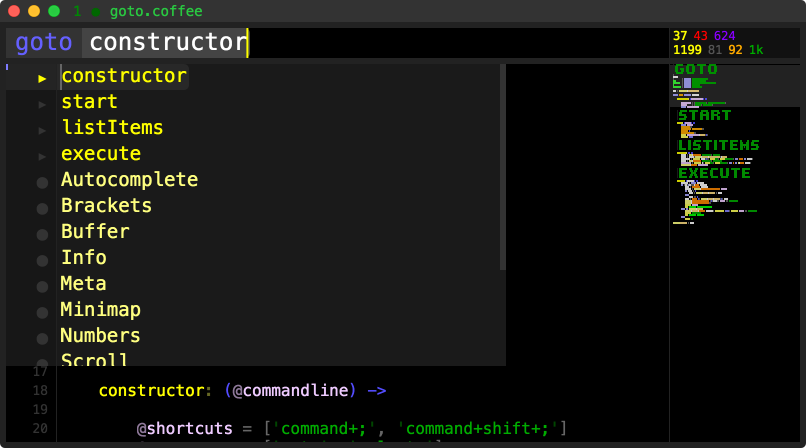 1 goto.coffee
goto constructor
37 43 624
1199 81 92 1k
constructor
start
listItems
execute
Autocomplete
Brackets
Buffer
Info
Meta
Minimap
Numbers
Scroll
GOTO
START
LISTITEMS
EXECUTE
17
18 constructor: (@commandline) ->
19
20 @shortcuts = ['command+;', 'command+shift+;']